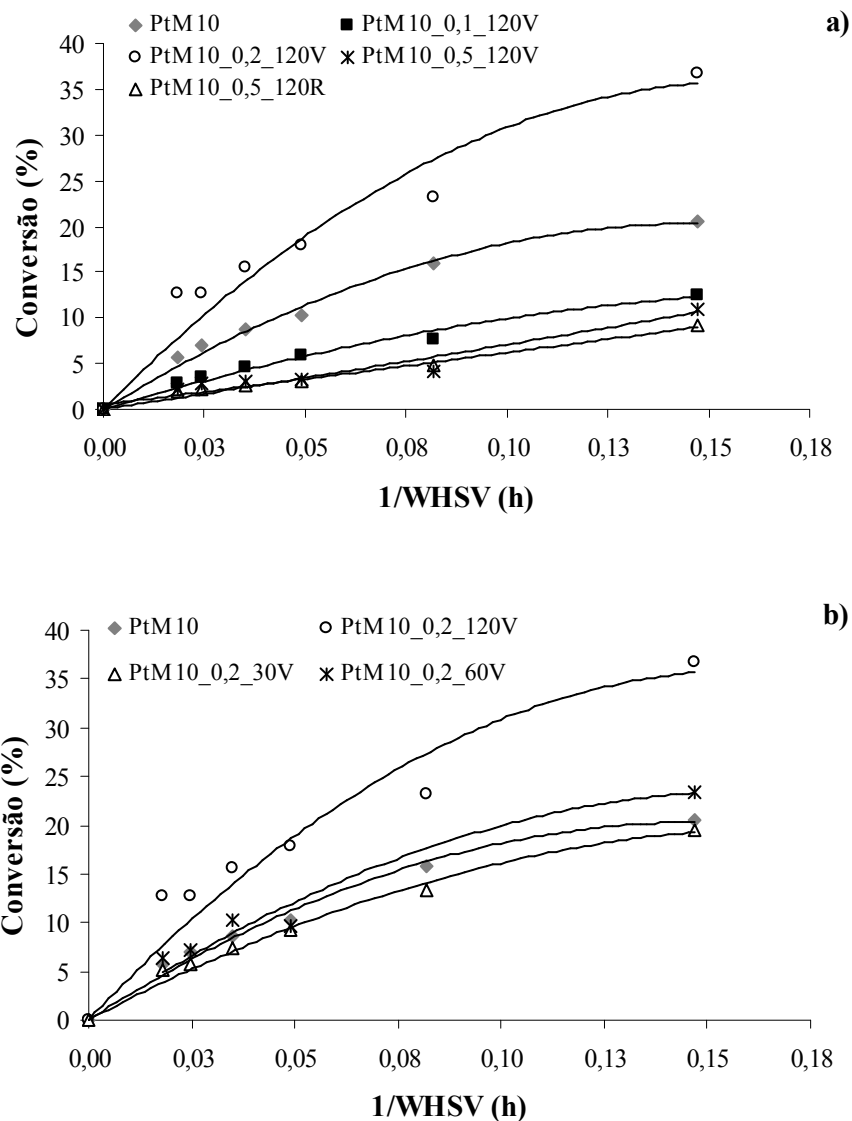 a)
PtM10 PtM10_0,1_120V
PtM10_0,2_120V PtM10_0,5_120V
PtM10_0,5_120R
40
35
30
25
20
15
10
5
0
Conversão (%)
0,00 0,03 0,05 0,08 0,10 0,13 0,15 0,18
1/WHSV (h)
b)
PtM10 PtM10_0,2_120V
PtM10_0,2_30V PtM10_0,2_60V
40
35
30
25
20
15
10
5
0
Conversão (%)
0,00 0,03 0,05 0,08 0,10 0,13 0,15 0,18
1/WHSV (h)